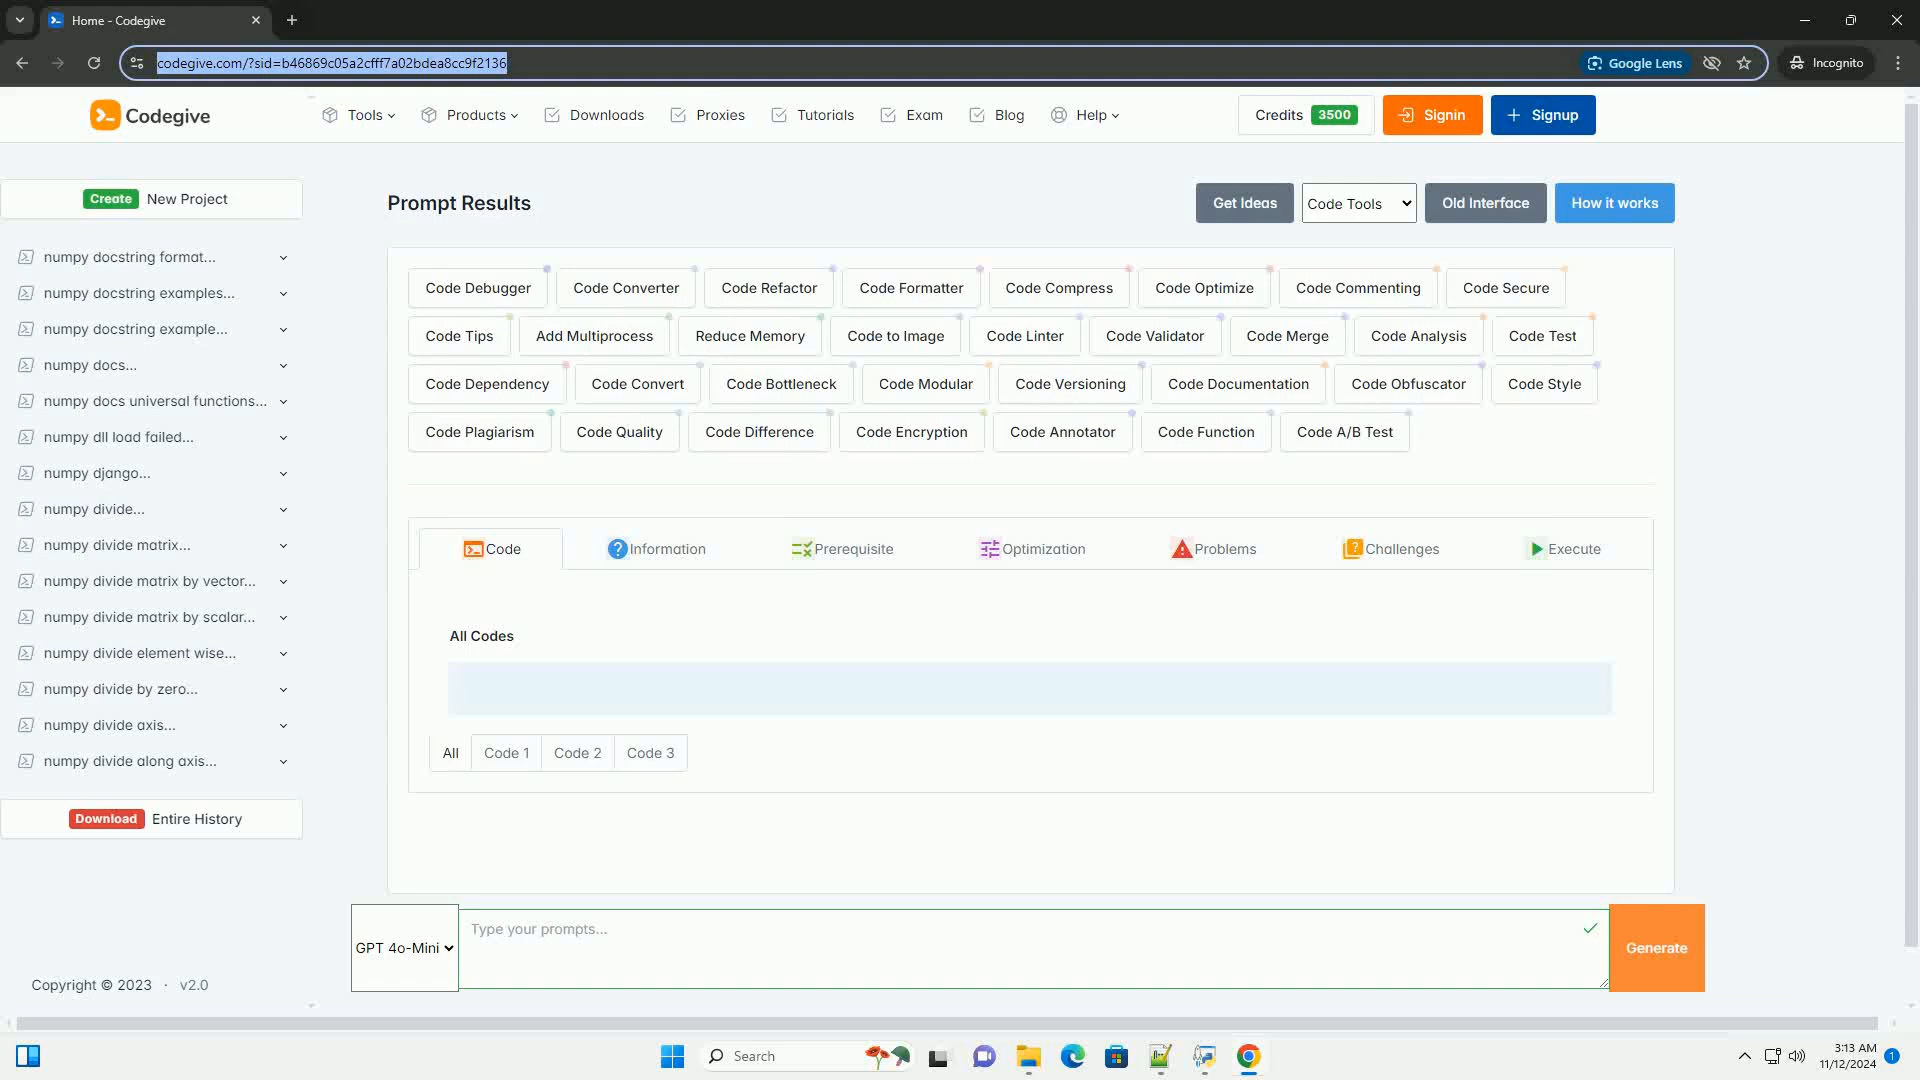 Home - Codegive
codegive.com/?sid=b46869c05a2cfff7a02bdea8cc9f2136
Google Lens
Incognito
Codegive
Tools
Products
Downloads
Proxies
Tutorials
Exam
Blog
Help
Credits 3500
Signin
Signup
Create New Project
numpy docstring format...
numpy docstring examples...
numpy docstring example...
numpy docs...
numpy docs universal functions...
numpy dll load failed...
numpy django...
numpy divide...
numpy divide matrix...
numpy divide matrix by vector...
numpy divide matrix by scalar...
numpy divide element wise...
numpy divide by zero...
numpy divide axis...
numpy divide along axis...
Download Entire History
Copyright © 2023 · v2.0
Prompt Results
Get Ideas
Code Tools
Old Interface
How it works
Code Debugger
Code Converter
Code Refactor
Code Formatter
Code Compress
Code Optimize
Code Commenting
Code Secure
Code Tips
Add Multiprocess
Reduce Memory
Code to Image
Code Linter
Code Validator
Code Merge
Code Analysis
Code Test
Code Dependency
Code Convert
Code Bottleneck
Code Modular
Code Versioning
Code Documentation
Code Obfuscator
Code Style
Code Plagiarism
Code Quality
Code Difference
Code Encryption
Code Annotator
Code Function
Code A/B Test
Code
Information
Prerequisite
Optimization
Problems
Challenges
Execute
All Codes
All
Code 1
Code 2
Code 3
GPT 4o-Mini
Type your prompts...
Generate
Search
3:13 AM
11/12/2024
1